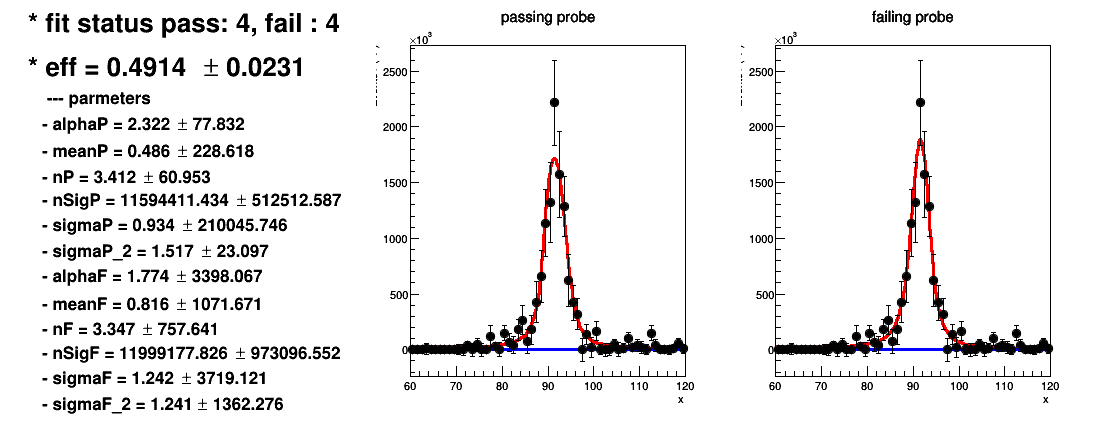 * fit status pass: 4, fail : 4
* eff = 0.4914 ± 0.0231
--- parmeters
- alphaP = 2.322 ± 77.832
- meanP = 0.486 ± 228.618
- nP = 3.412 ± 60.953
- nSigP = 11594411.434 ± 512512.587
- sigmaP = 0.934 ± 210045.746
- sigmaP_2 = 1.517 ± 23.097
- alphaF = 1.774 ± 3398.067
- meanF = 0.816 ± 1071.671
- nF = 3.347 ± 757.641
- nSigF = 11999177.826 ± 973096.552
- sigmaF = 1.242 ± 3719.121
- sigmaF_2 = 1.241 ± 1362.276
passing probe
×10³
2500
2000
1500
1000
500
0
60 70 80 90 100 110 120
x
failing probe
×10³
2500
2000
1500
1000
500
0
60 70 80 90 100 110 120
x